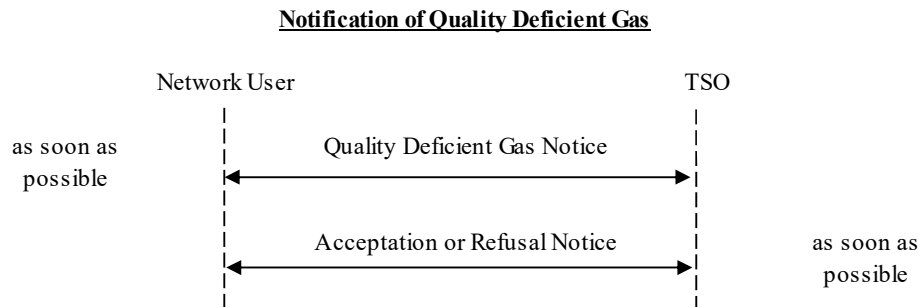 Notification of Quality Deficient Gas
Network User
TSO
as soon as
possible
Quality Deficient Gas Notice
Acceptation or Refusal Notice
as soon as
possible